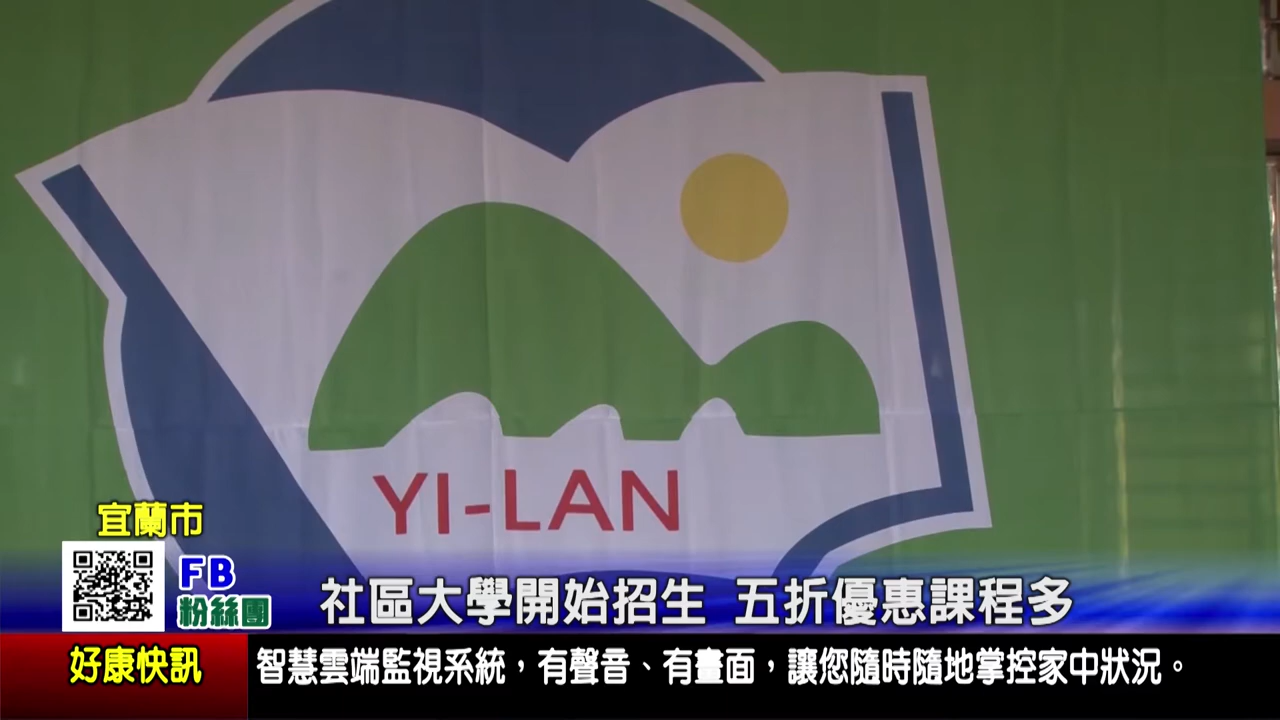 YI-LAN
宜蘭市
FB
粉絲團
社區大學開始招生 五折優惠課程多
好康快訊
智慧雲端監視系統，有聲音、有畫面，讓您隨時隨地掌控家中狀況。